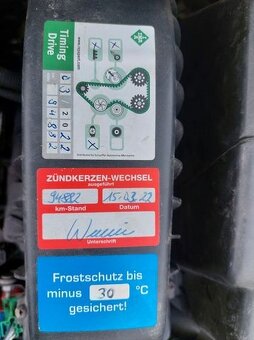 Timing
Drive
03/2022
94882
ZÜNDKERZEN-WECHSEL
ausgeführt
94882 15.03.22
km-Stand Datum
Unterschrift
Frostschutz bis
minus 30 °C
gesichert!